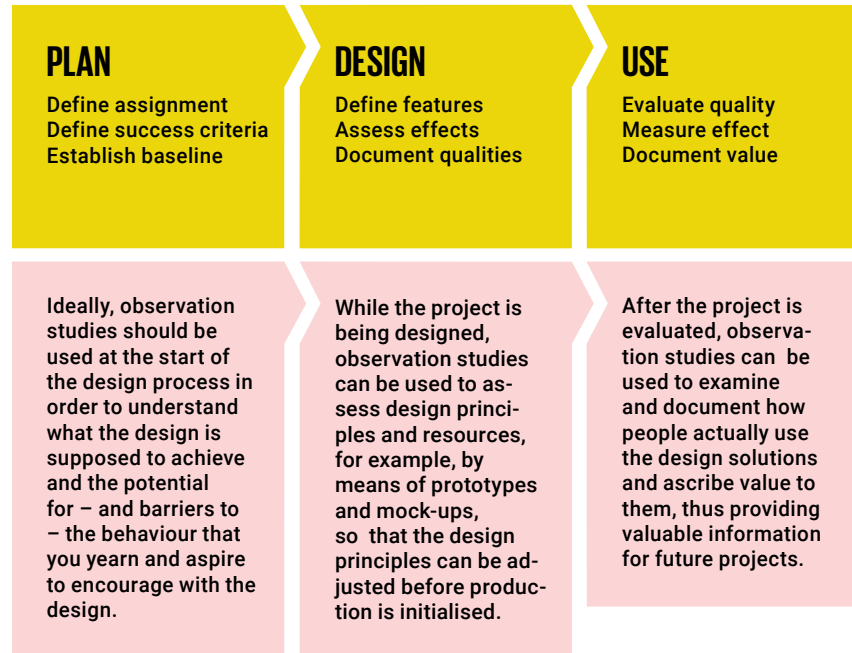 PLAN
Define assignment
Define success criteria
Establish baseline
DESIGN
Define features
Assess effects
Document qualities
USE
Evaluate quality
Measure effect
Document value
Ideally, observation
studies should be
used at the start of
the design process in
order to understand
what the design is
supposed to achieve
and the potential
for – and barriers to
– the behaviour that
you yearn and aspire
to encourage with the
design.
While the project is
being designed,
observation studies
can be used to as-
sess design princi-
ples and resources,
for example, by
means of prototypes
and mock-ups,
so that the design
principles can be ad-
justed before produc-
tion is initialised.
After the project is
evaluated, observa-
tion studies can be
used to examine
and document how
people actually use
the design solutions
and ascribe value to
them, thus providing
valuable information
for future projects.